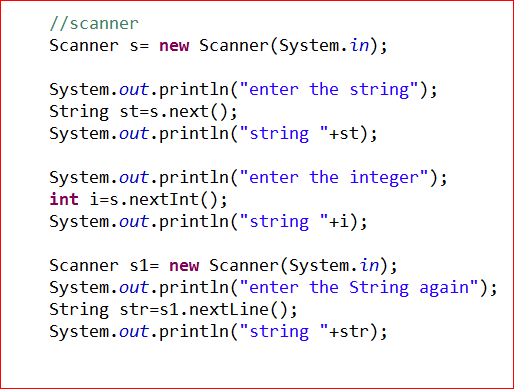 //scanner
Scanner s= new Scanner(System.in);
System.out.println("enter the string");
String st=s.next();
System.out.println("string "+st);
System.out.println("enter the integer");
int i=s.nextInt();
System.out.println("string "+i);
Scanner s1= new Scanner(System.in);
System.out.println("enter the String again");
String str=s1.nextLine();
System.out.println("string "+str);